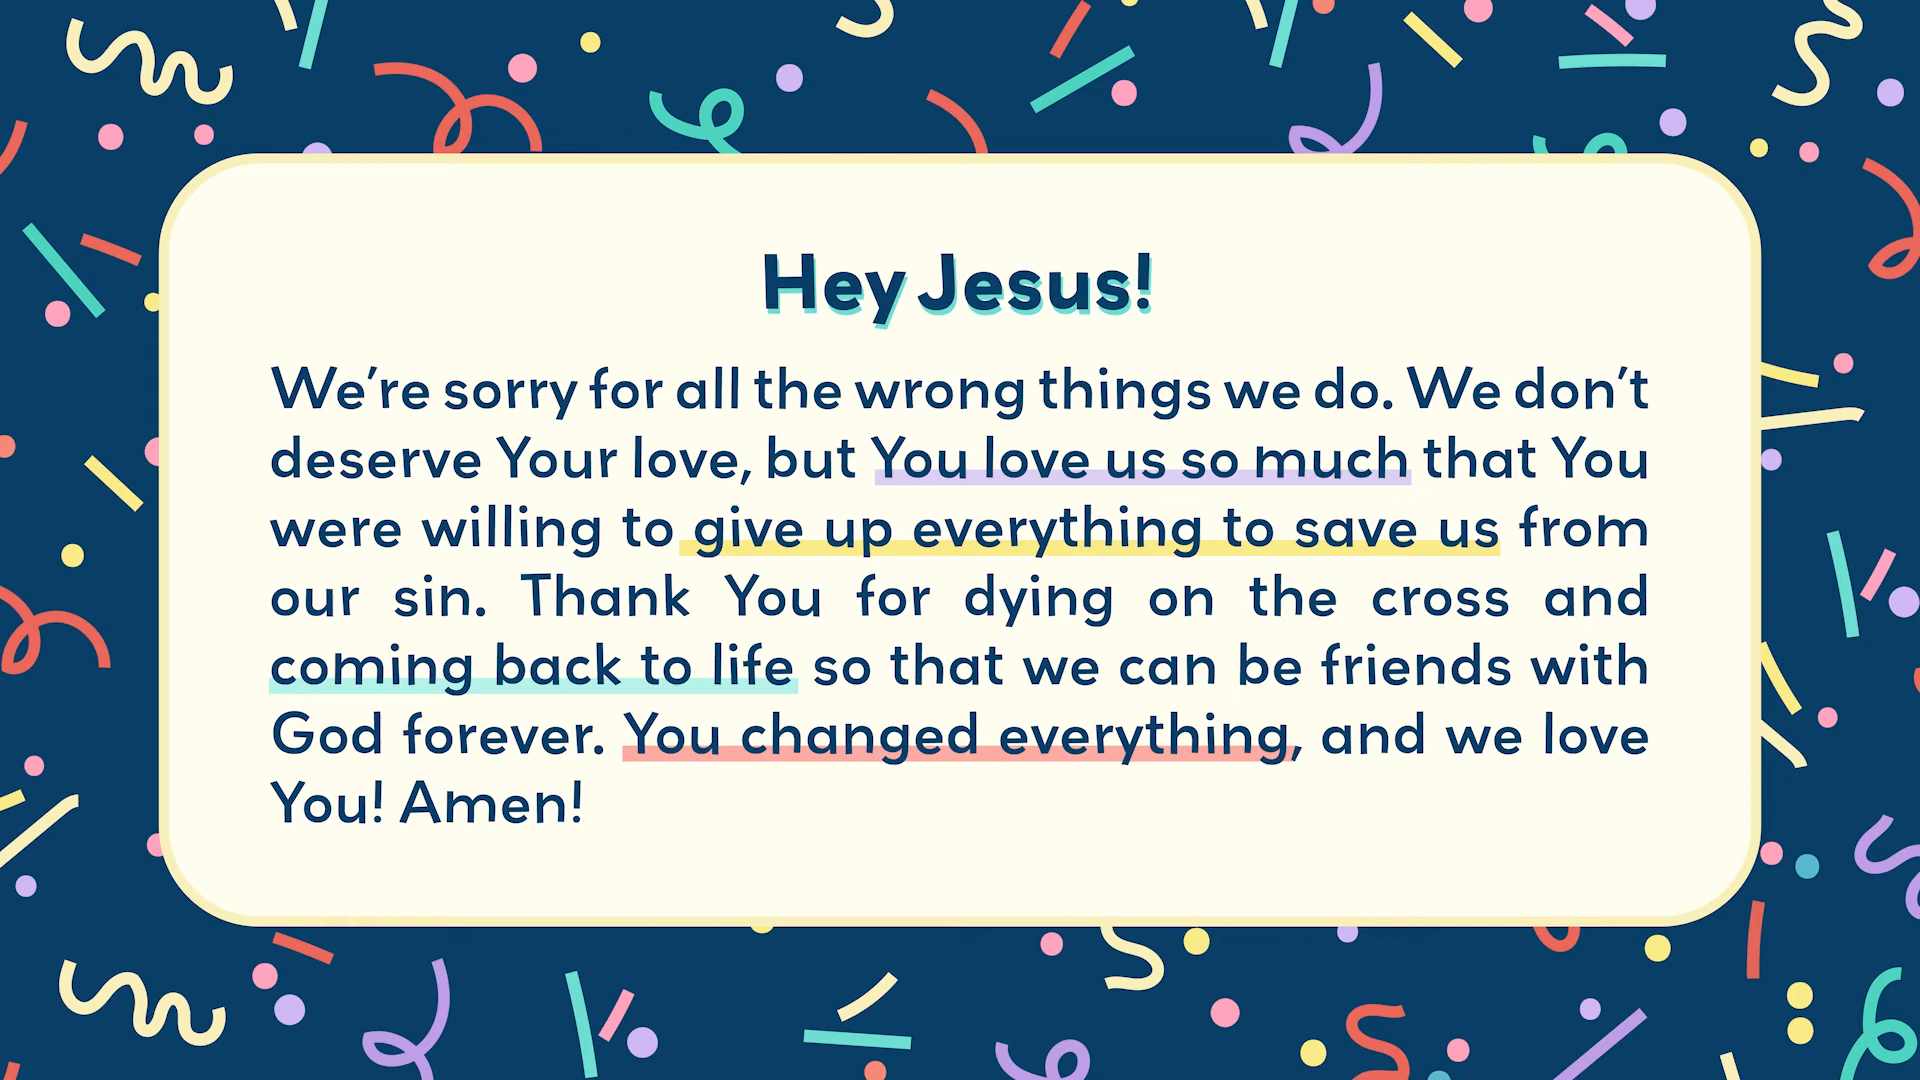 Hey Jesus!
We’re sorry for all the wrong things we do. We don’t
deserve Your love, but You love us so much that You
were willing to give up everything to save us from
our sin. Thank You for dying on the cross and
coming back to life so that we can be friends with
God forever. You changed everything, and we love
You! Amen!